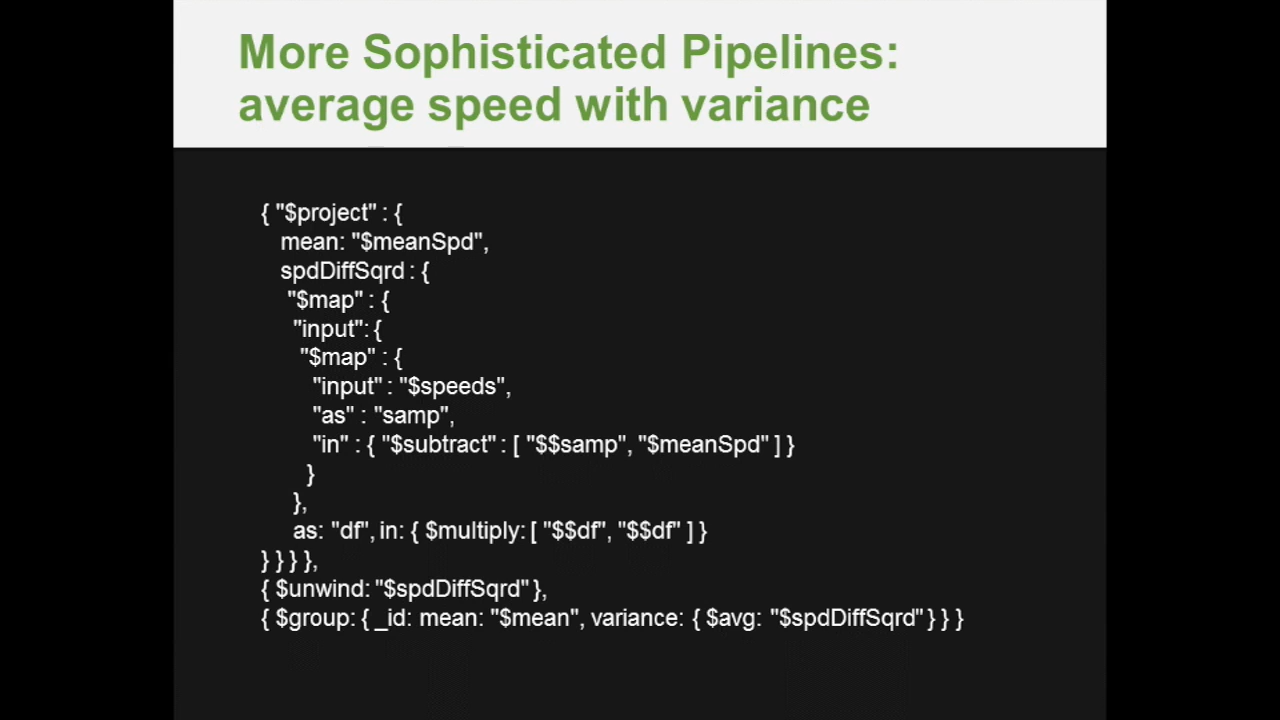 More Sophisticated Pipelines:
average speed with variance
{ "$project" : {
mean: "$meanSpd",
spdDiffSqrd : {
"$map" : {
"input": {
"$map" : {
"input" : "$speeds",
"as" : "samp",
"in" : { "$subtract" : [ "$$samp", "$meanSpd" ] }
}
},
as: "df", in: { $multiply: [ "$$df", "$$df" ] }
} } } },
{ $unwind: "$spdDiffSqrd" },
{ $group: { _id: mean: "$mean", variance: { $avg: "$spdDiffSqrd" } } }